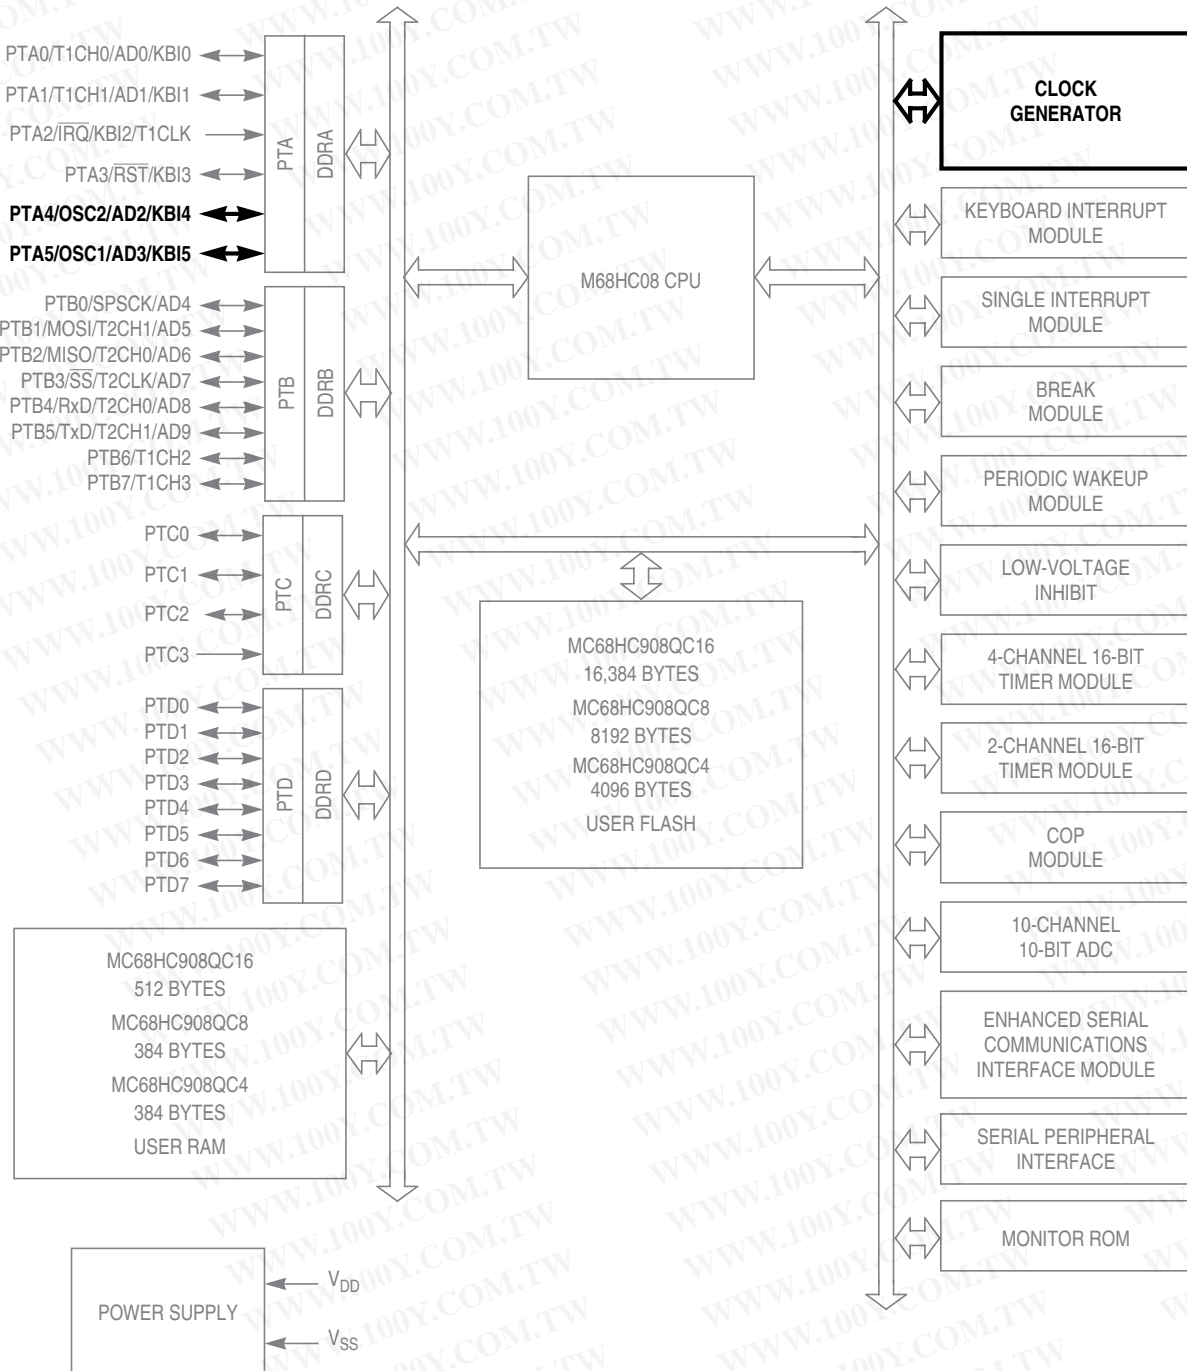 PTA0/T1CH0/AD0/KBI0
PTA1/T1CH1/AD1/KBI1
PTA2/IRQ/KBI2/T1CLK
PTA3/RST/KBI3
PTA4/OSC2/AD2/KBI4
PTA5/OSC1/AD3/KBI5
PTA
DDRA
PTB0/SPSCK/AD4
PTB1/MOSI/T2CH1/AD5
PTB2/MISO/T2CH0/AD6
PTB3/SS/T2CLK/AD7
PTB4/RxD/T2CH0/AD8
PTB5/TxD/T2CH1/AD9
PTB6/T1CH2
PTB7/T1CH3
PTB
DDRB
PTC0
PTC1
PTC2
PTC3
PTC
DDRC
PTD0
PTD1
PTD2
PTD3
PTD4
PTD5
PTD6
PTD7
PTD
DDRD
MC68HC908QC16
512 BYTES
MC68HC908QC8
384 BYTES
MC68HC908QC4
384 BYTES
USER RAM
POWER SUPPLY
VDD
VSS
M68HC08 CPU
MC68HC908QC16
16,384 BYTES
MC68HC908QC8
8192 BYTES
MC68HC908QC4
4096 BYTES
USER FLASH
CLOCK
GENERATOR
KEYBOARD INTERRUPT
MODULE
SINGLE INTERRUPT
MODULE
BREAK
MODULE
PERIODIC WAKEUP
MODULE
LOW-VOLTAGE
INHIBIT
4-CHANNEL 16-BIT
TIMER MODULE
2-CHANNEL 16-BIT
TIMER MODULE
COP
MODULE
10-CHANNEL
10-BIT ADC
ENHANCED SERIAL
COMMUNICATIONS
INTERFACE MODULE
SERIAL PERIPHERAL
INTERFACE
MONITOR ROM
WWW.100Y.COM.TW